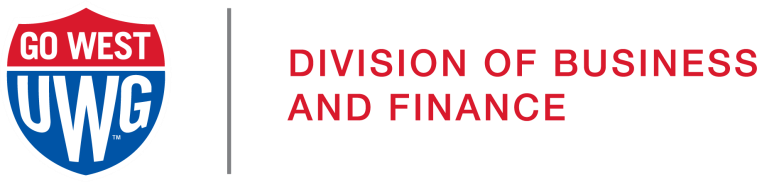 GO WEST
UWG
™
DIVISION OF BUSINESS
AND FINANCE